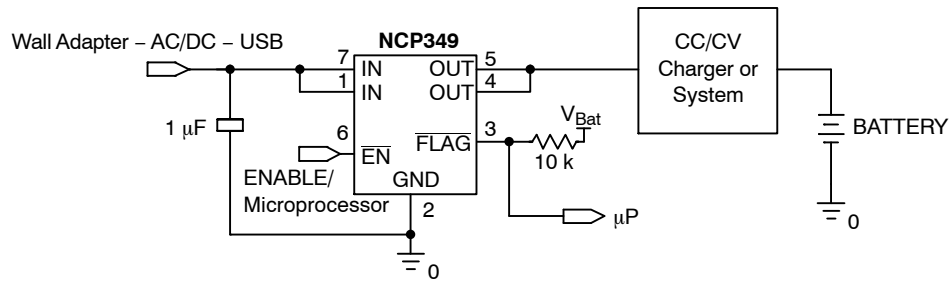 Wall Adapter – AC/DC – USB
NCP349
7
IN
OUT
5
1
IN
OUT
4
CC/CV
Charger or
System
1 μF
6
EN
FLAG
3
V_Bat
10 k
BATTERY
ENABLE/
Microprocessor
GND
2
μP
0
0